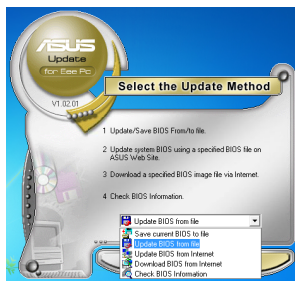 ASUS
Update
for Eee Pc
V1.02.01
Select the Update Method
1 Update/Save BIOS From/to file.
2 Update system BIOS using a specified BIOS file on
ASUS Web Site.
3 Download a specified BIOS image file via Internet.
4 Check BIOS Information.
Update BIOS from file
Save current BIOS to file
Update BIOS from file
Update BIOS from Internet
Download BIOS from Internet
Check BIOS Information